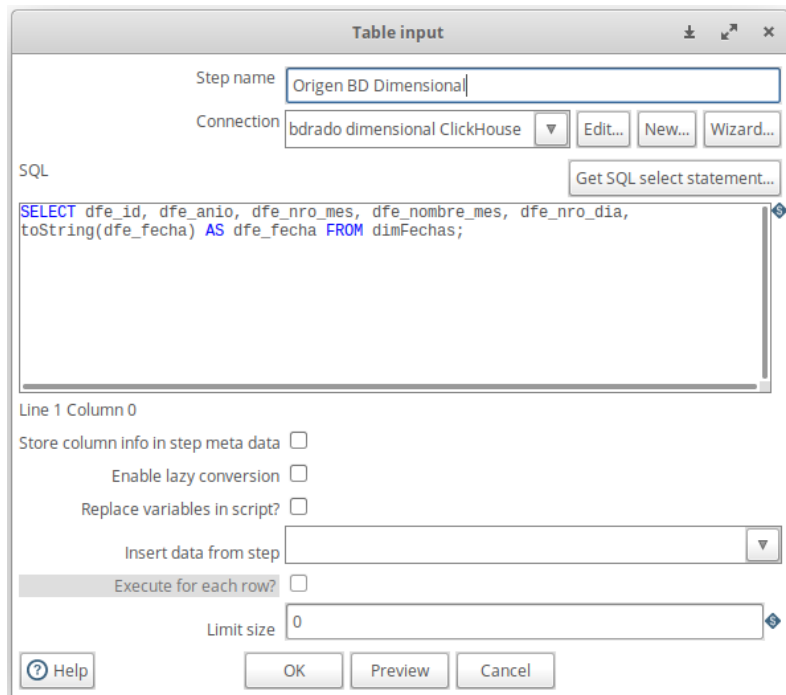 Table input
Step name Origen BD Dimensional
Connection bdrado dimensional ClickHouse Edit... New... Wizard...
SQL Get SQL select statement...
SELECT dfe_id, dfe_anio, dfe_nro_mes, dfe_nombre_mes, dfe_nro_dia,
toString(dfe_fecha) AS dfe_fecha FROM dimFechas;
Line 1 Column 0
Store column info in step meta data
Enable lazy conversion
Replace variables in script?
Insert data from step
Execute for each row?
Limit size 0
Help OK Preview Cancel